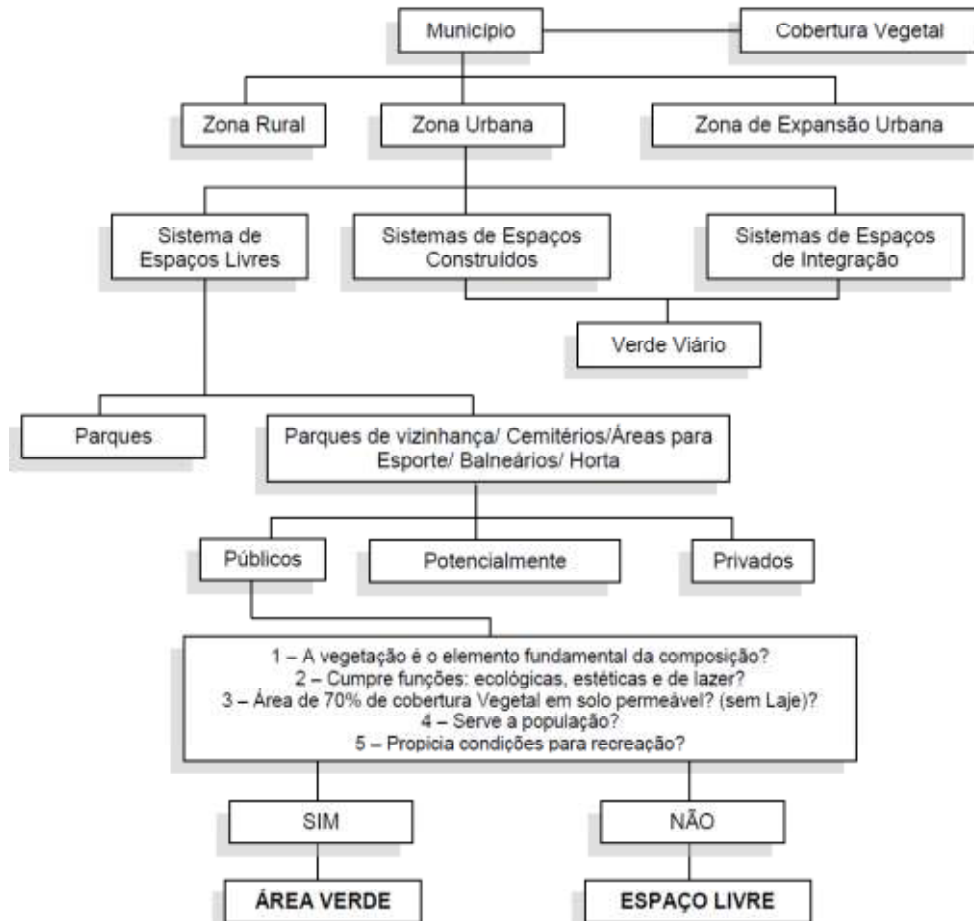 Município
Cobertura Vegetal
Zona Rural
Zona Urbana
Zona de Expansão Urbana
Sistema de
Espaços Livres
Sistemas de Espaços
Construídos
Sistemas de Espaços
de Integração
Verde Viário
Parques
Parques de vizinhança/ Cemitérios/Áreas para
Esporte/ Balneários/ Horta
Públicos
Potencialmente
Privados
1 – A vegetação é o elemento fundamental da composição?
2 – Cumpre funções: ecológicas, estéticas e de lazer?
3 – Área de 70% de cobertura Vegetal em solo permeável? (sem Laje)?
4 – Serve a população?
5 – Propicia condições para recreação?
SIM
NÃO
ÁREA VERDE
ESPAÇO LIVRE